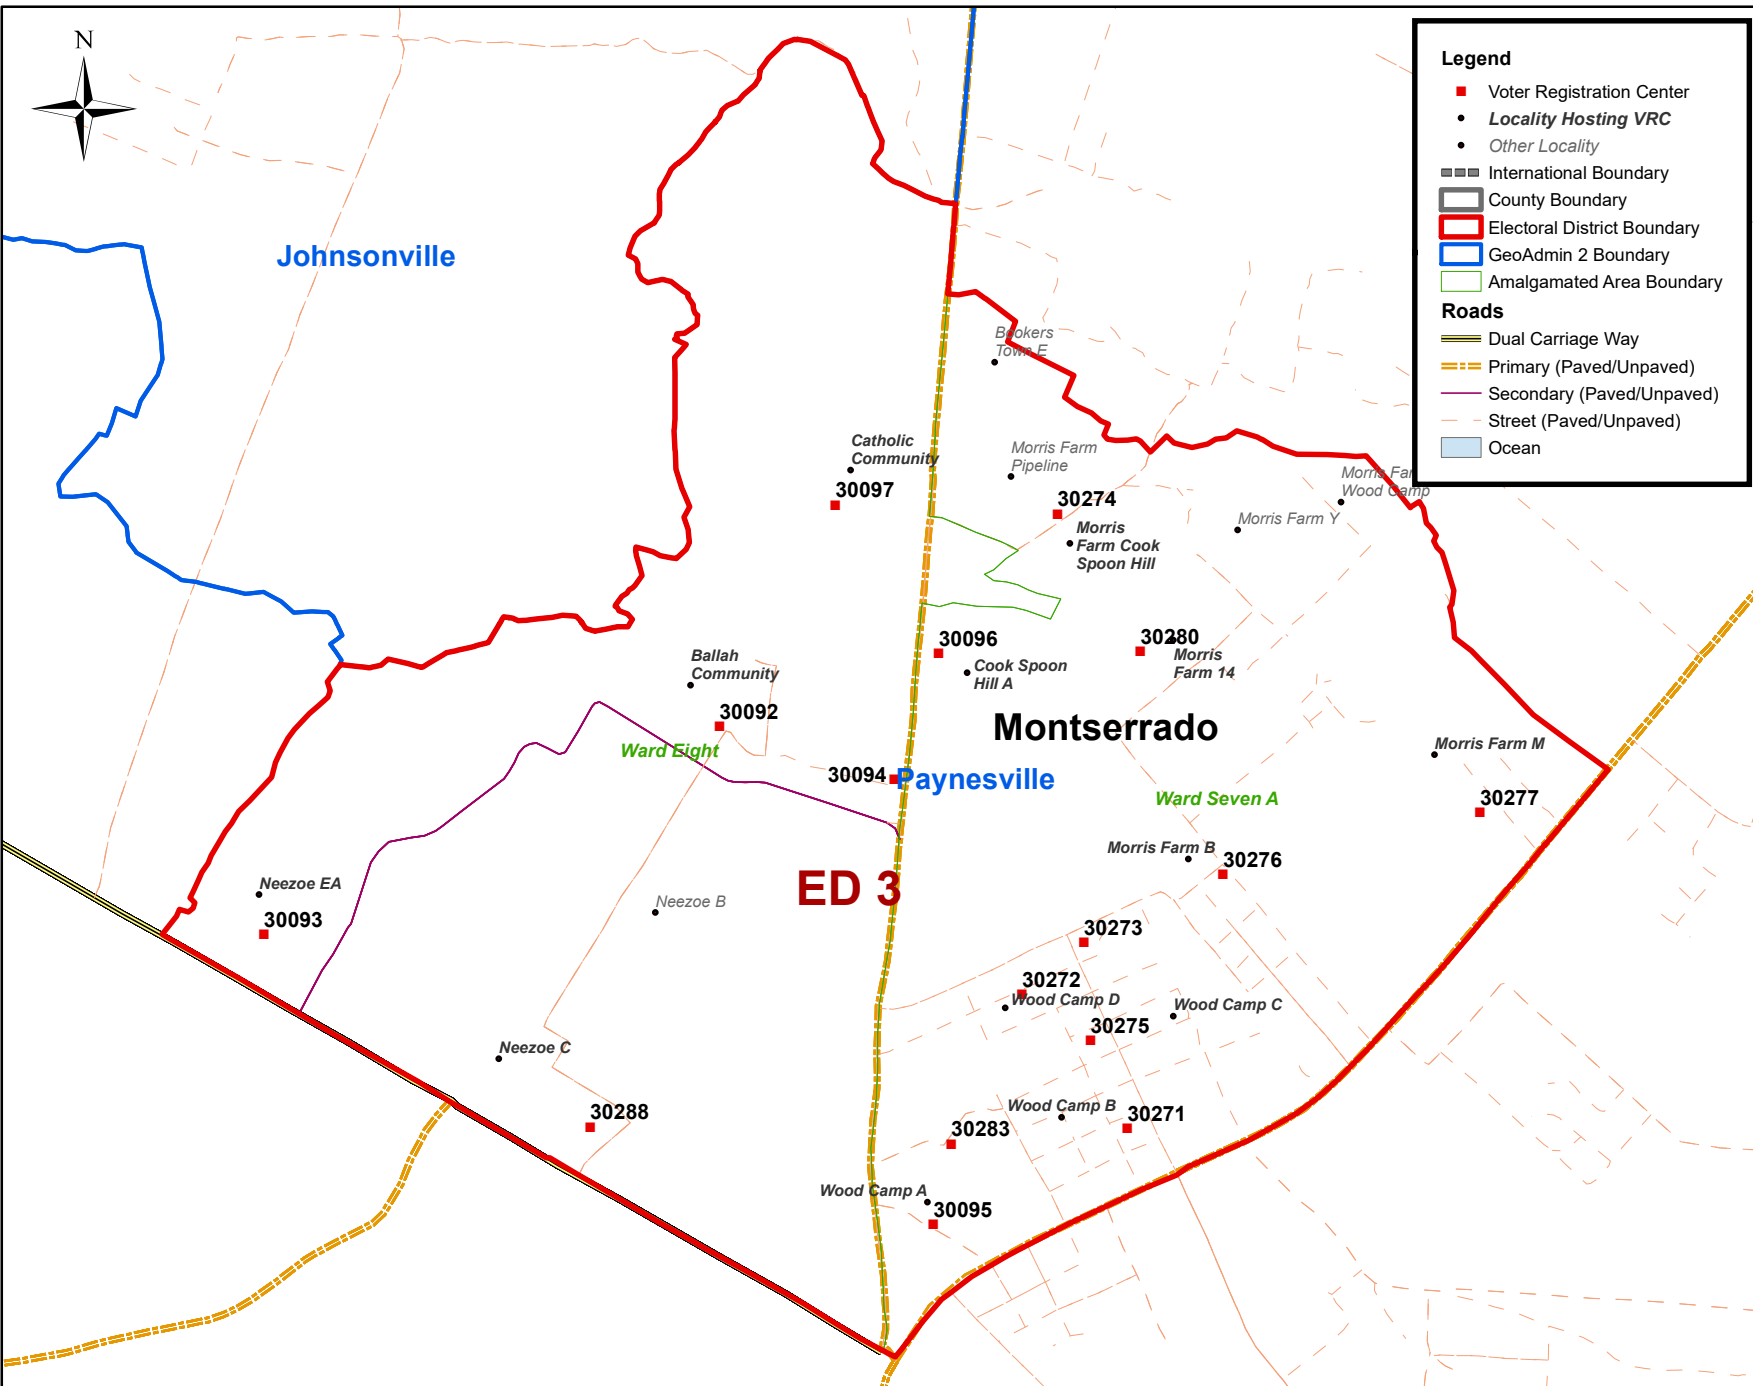 N
Legend
Voter Registration Center
Locality Hosting VRC
Other Locality
International Boundary
County Boundary
Electoral District Boundary
GeoAdmin 2 Boundary
Amalgamated Area Boundary
Roads
Dual Carriage Way
Primary (Paved/Unpaved)
Secondary (Paved/Unpaved)
Street (Paved/Unpaved)
Ocean
Johnsonville
Bookers
Town E
Catholic
Community
30097
Morris Farm
Pipeline
30274
Morris
Farm Cook
Spoon Hill
Morris Farm Y
Morris Far
Wood Camp
30096
Cook Spoon
Hill A
30280
Morris
Farm 14
Ballah
Community
30092
Ward Eight
30094
Montserrado
Paynesville
Ward Seven A
Morris Farm M
30277
Morris Farm B
30276
ED 3
Neezoe EA
30093
Neezoe B
30273
30272
Wood Camp D
Wood Camp C
30275
Neezoe C
30288
Wood Camp B
30271
30283
Wood Camp A
30095